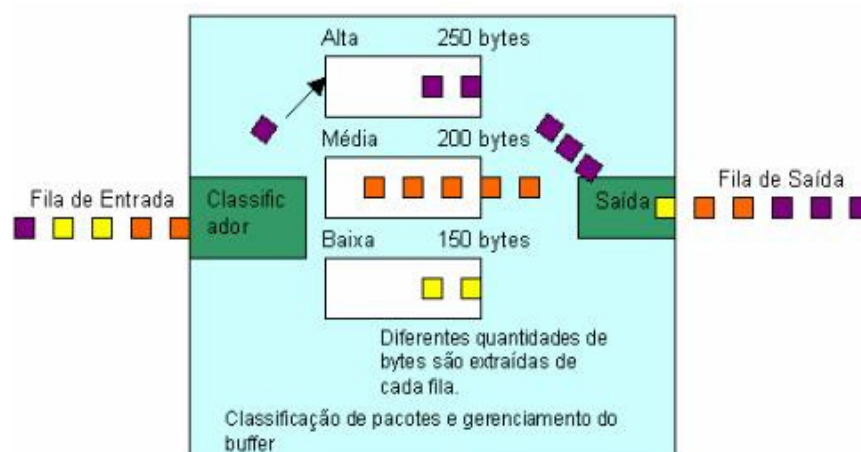 Alta 250 bytes
Média 200 bytes
Fila de Entrada
Classific
ador
Saída
Fila de Saída
Baixa 150 bytes
Diferentes quantidades de
bytes são extraídas de
cada fila.
Classificação de pacotes e gerenciamento do
buffer